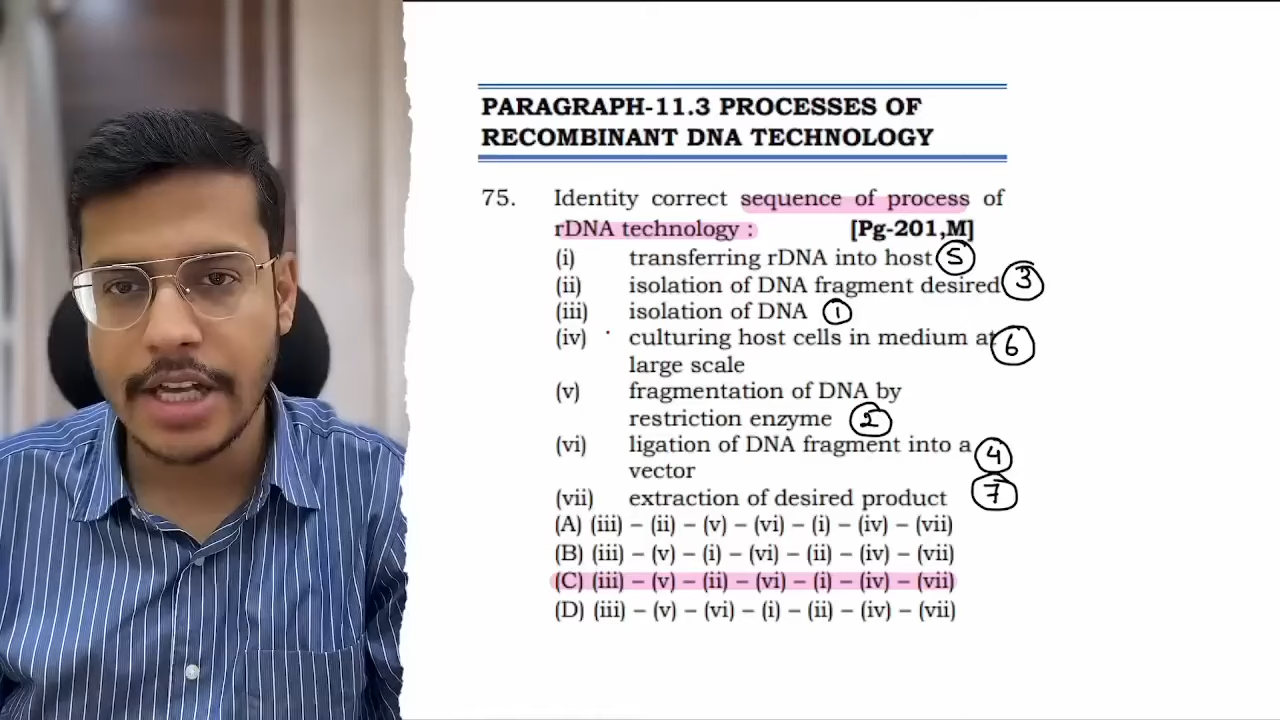 PARAGRAPH-11.3 PROCESSES OF
RECOMBINANT DNA TECHNOLOGY
75. Identity correct sequence of process of
rDNA technology : [Pg-201,M]
(i) transferring rDNA into host 5
(ii) isolation of DNA fragment desired 3
(iii) isolation of DNA 1
(iv) culturing host cells in medium at 6
large scale
(v) fragmentation of DNA by
restriction enzyme 2
(vi) ligation of DNA fragment into a 4
vector
(vii) extraction of desired product 7
(A) (iii) – (ii) – (v) – (vi) – (i) – (iv) – (vii)
(B) (iii) – (v) – (i) – (vi) – (ii) – (iv) – (vii)
(C) (iii) – (v) – (ii) – (vi) – (i) – (iv) – (vii)
(D) (iii) – (v) – (vi) – (i) – (ii) – (iv) – (vii)